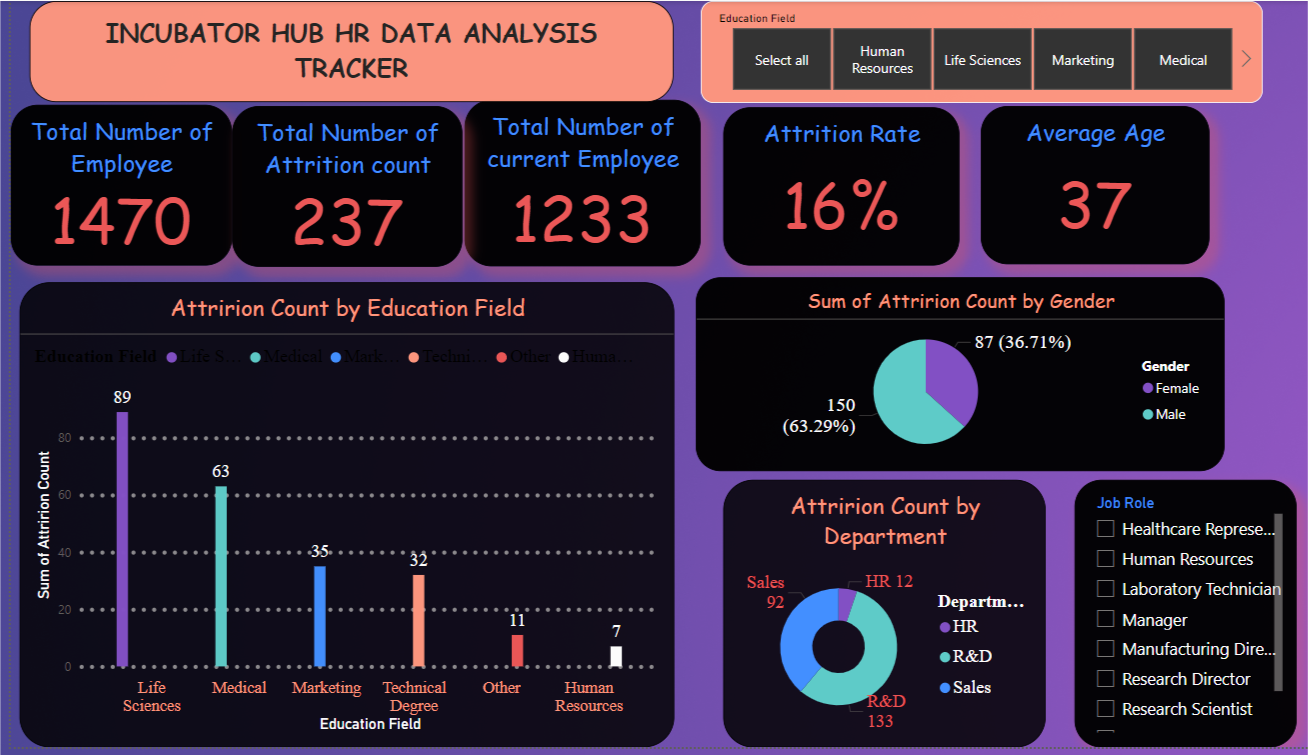 INCUBATOR HUB HR DATA ANALYSIS
TRACKER
Education Field
Select all
Human
Resources
Life Sciences
Marketing
Medical
Total Number of
Employee
1470
Total Number of
Attrition count
237
Total Number of
current Employee
1233
Attrition Rate
16%
Average Age
37
Attririon Count by Education Field
Education Field Life S... Medical Mark... Techni... Other Huma...
Sum of Attririon Count
80
60
40
20
0
89
63
35
32
11
7
Life
Sciences
Medical
Marketing
Technical
Degree
Other
Human
Resources
Education Field
Sum of Attririon Count by Gender
87 (36.71%)
150
(63.29%)
Gender
Female
Male
Attririon Count by
Department
Sales
92
HR 12
R&D
133
Departm...
HR
R&D
Sales
Job Role
Healthcare Represe...
Human Resources
Laboratory Technician
Manager
Manufacturing Dire...
Research Director
Research Scientist